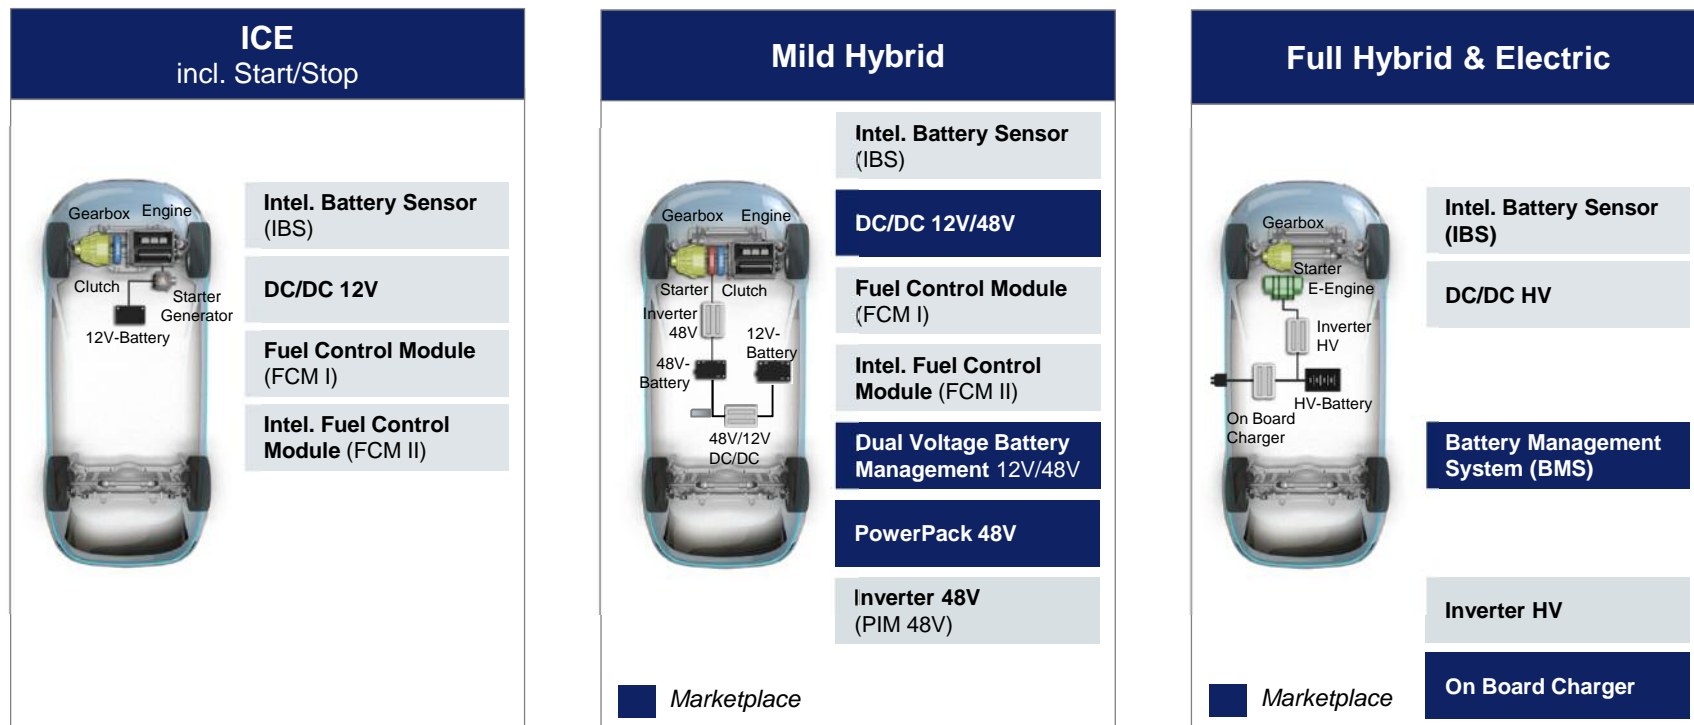 ICE
incl. Start/Stop
Gearbox Engine
Clutch
Starter
Generator
12V-Battery
Intel. Battery Sensor
(IBS)
DC/DC 12V
Fuel Control Module
(FCM I)
Intel. Fuel Control
Module (FCM II)
Mild Hybrid
Gearbox Engine
Starter Clutch
Inverter
48V
12V-
Battery
48V-
Battery
48V/12V
DC/DC
Intel. Battery Sensor
(IBS)
DC/DC 12V/48V
Fuel Control Module
(FCM I)
Intel. Fuel Control
Module (FCM II)
Dual Voltage Battery
Management 12V/48V
PowerPack 48V
Inverter 48V
(PIM 48V)
Marketplace
Full Hybrid & Electric
Gearbox
Starter
E-Engine
Inverter
HV
HV-Battery
On Board
Charger
Intel. Battery Sensor
(IBS)
DC/DC HV
Battery Management
System (BMS)
Inverter HV
On Board Charger
Marketplace